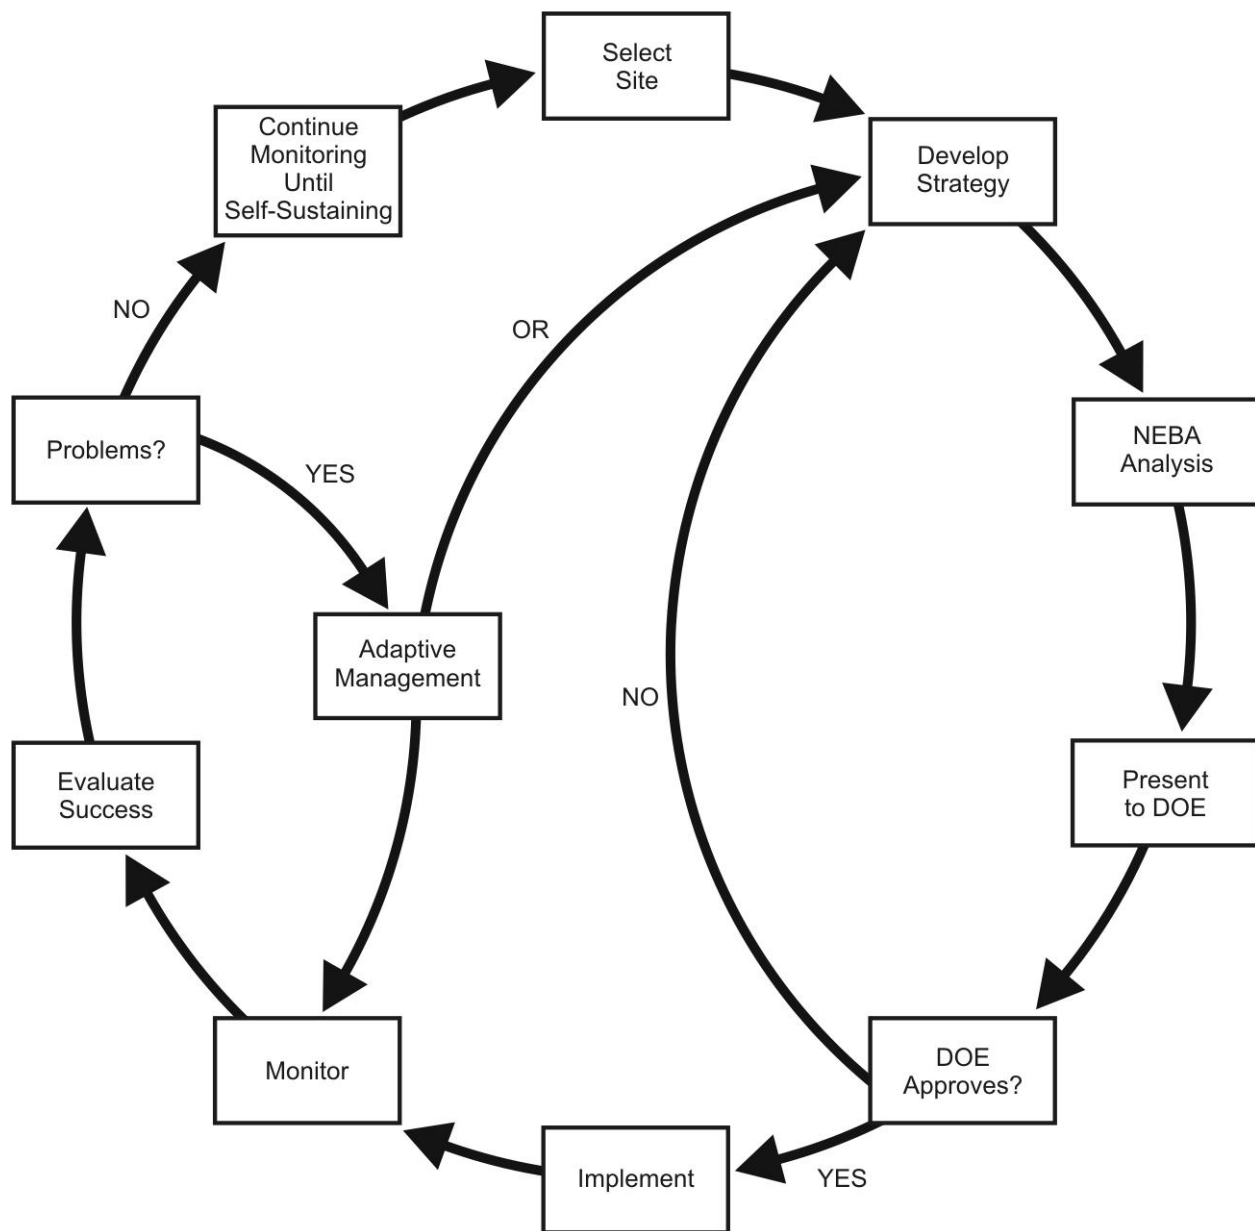 Select
Site
Continue
Monitoring
Until
Self-Sustaining
Develop
Strategy
NO
OR
Problems?
YES
NEBA
Analysis
Adaptive
Management
NO
Evaluate
Success
Present
to DOE
Monitor
DOE
Approves?
Implement
YES